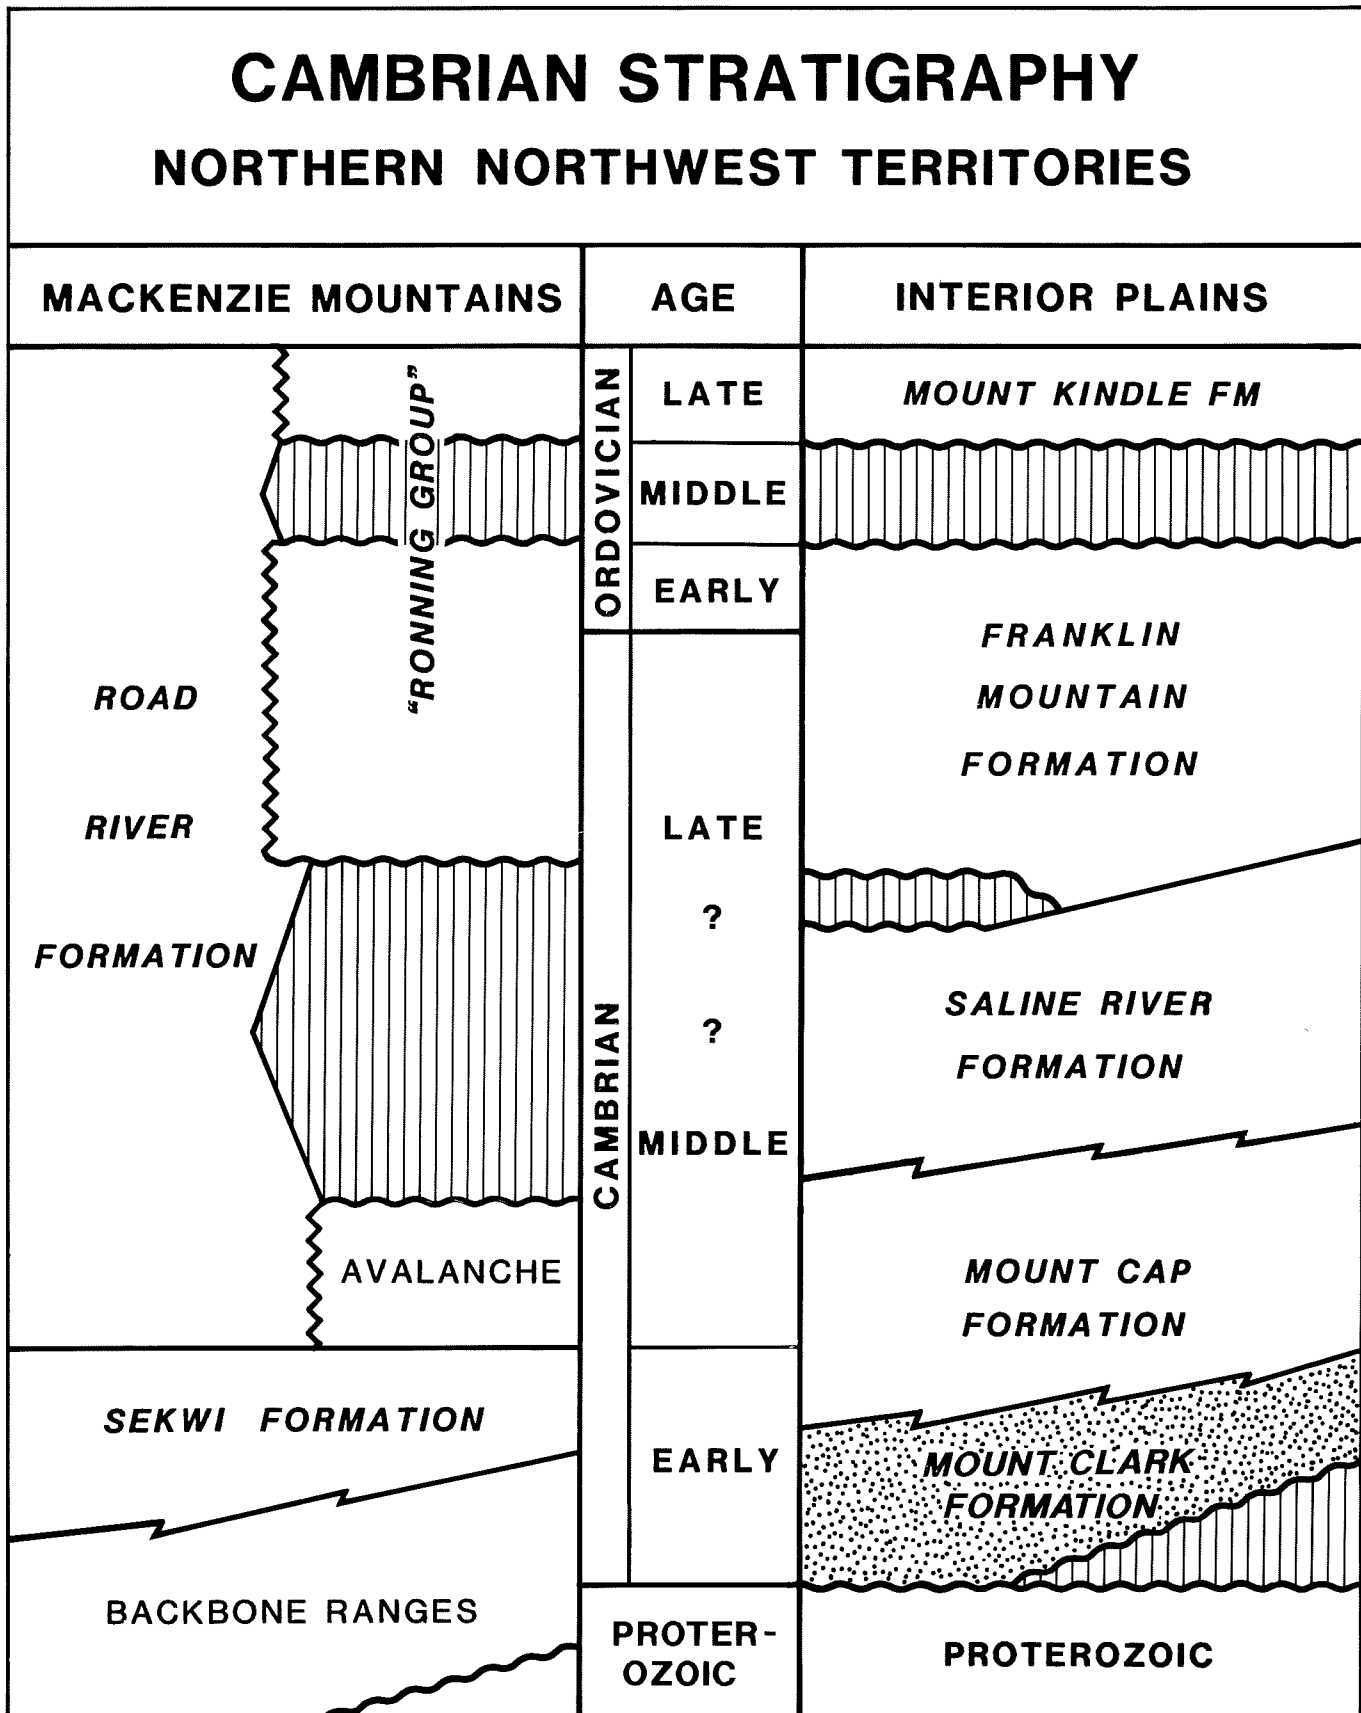 CAMBRIAN STRATIGRAPHY
NORTHERN NORTHWEST TERRITORIES
MACKENZIE MOUNTAINS
AGE
INTERIOR PLAINS
ROAD
RIVER
FORMATION
"RONNING GROUP"
AVALANCHE
SEKWI FORMATION
BACKBONE RANGES
ORDOVICIAN
LATE
MIDDLE
EARLY
CAMBRIAN
LATE
?
?
MIDDLE
EARLY
PROTER-
OZOIC
MOUNT KINDLE FM
FRANKLIN
MOUNTAIN
FORMATION
SALINE RIVER
FORMATION
MOUNT CAP
FORMATION
MOUNT CLARK
FORMATION
PROTEROZOIC